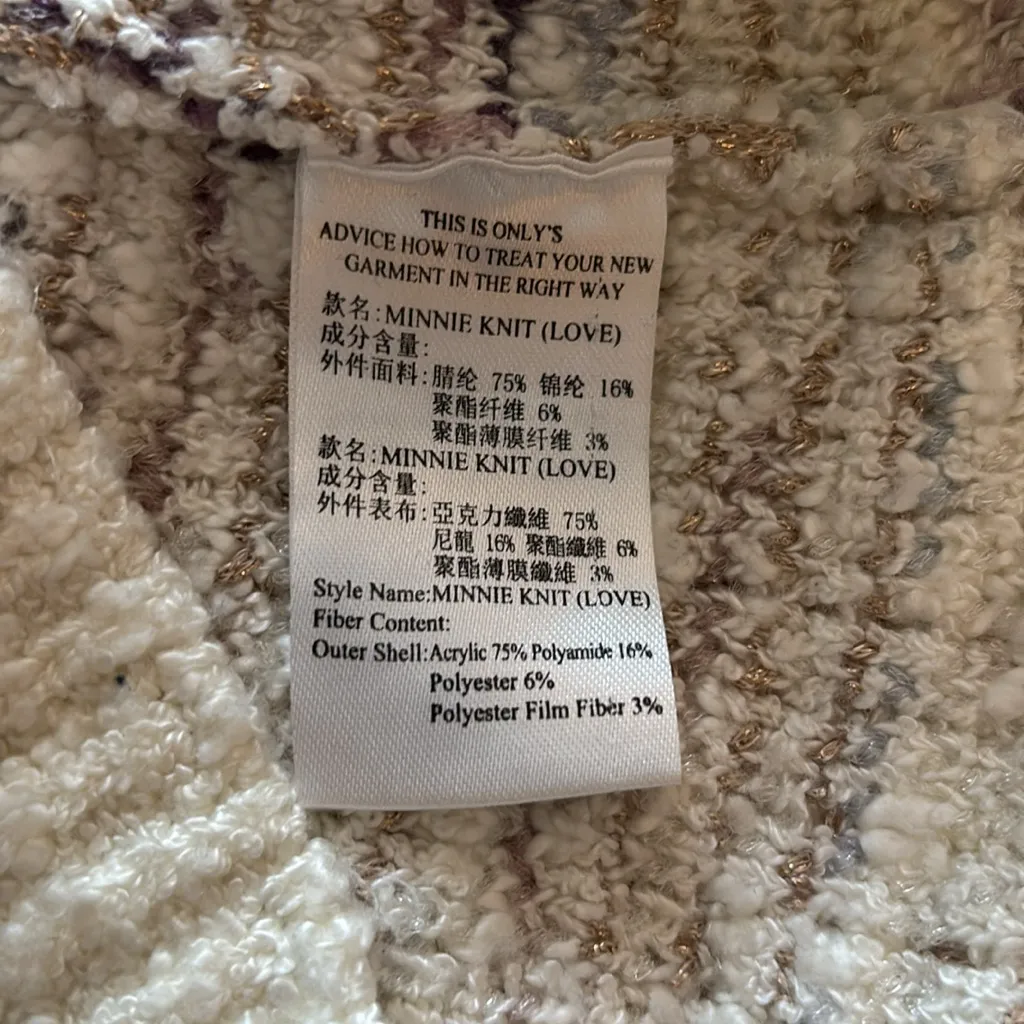 THIS IS ONLY'S
ADVICE HOW TO TREAT YOUR NEW
GARMENT IN THE RIGHT WAY
款名:MINNIE KNIT (LOVE)
成分含量:
外件面料:腈纶 75% 锦纶 16%
聚酯纤维 6%
聚酯薄膜纤维 3%
款名:MINNIE KNIT (LOVE)
成分含量:
外件表布:亞克力纖維 75%
尼龍 16% 聚酯纖維 6%
聚酯薄膜纖維 3%
Style Name:MINNIE KNIT (LOVE)
Fiber Content:
Outer Shell:Acrylic 75% Polyamide 16%
Polyester 6%
Polyester Film Fiber 3%